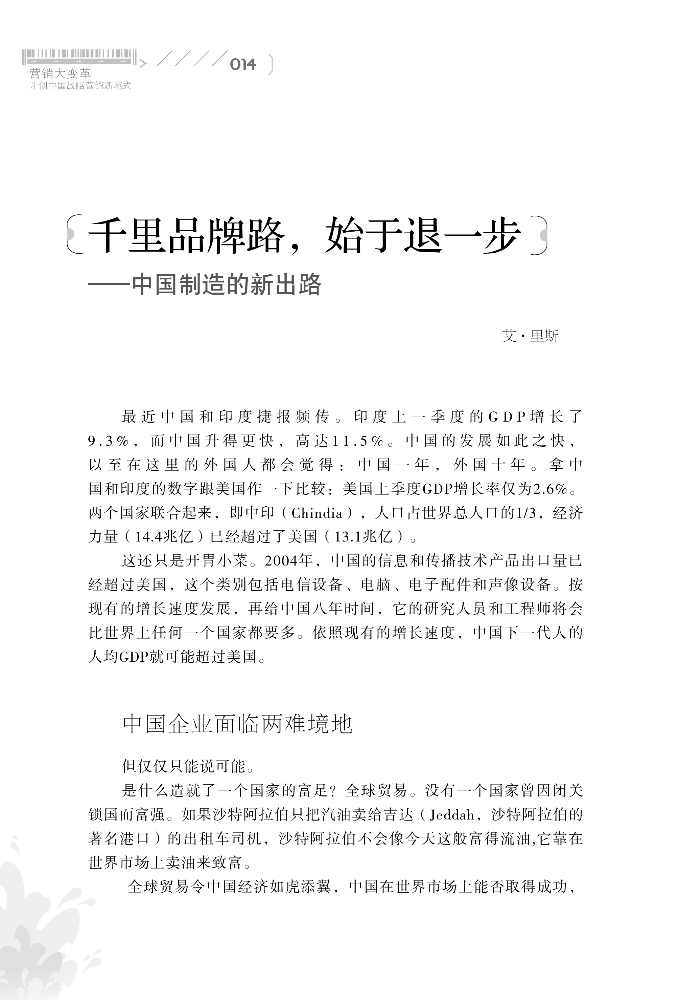 014
营销大变革
开创中国战略营销新范式
千里品牌路，始于退一步
——中国制造的新出路
艾·里斯
最近中国和印度捷报频传。印度上一季度的GDP增长了
9.3%，而中国升得更快，高达11.5%。中国的发展如此之快，
以至在这里的外国人都会觉得：中国一年，外国十年。拿中
国和印度的数字跟美国作一下比较：美国上季度GDP增长率仅为2.6%。
两个国家联合起来，即中印（Chindia），人口占世界总人口的1/3，经济
力量（14.4兆亿）已经超过了美国（13.1兆亿）。
这还只是开胃小菜。2004年，中国的信息和传播技术产品出口量已
经超过美国，这个类别包括电信设备、电脑、电子配件和声像设备。按
现有的增长速度发展，再给中国八年时间，它的研究人员和工程师将会
比世界上任何一个国家都要多。依照现有的增长速度，中国下一代人的
人均GDP就可能超过美国。
中国企业面临两难境地
但仅仅只能说可能。
是什么造就了一个国家的富足？全球贸易。没有一个国家曾因闭关
锁国而富强。如果沙特阿拉伯只把汽油卖给吉达（Jeddah，沙特阿拉伯的
著名港口）的出租车司机，沙特阿拉伯不会像今天这般富得流油,它靠在
世界市场上卖油来致富。
全球贸易令中国经济如虎添翼，中国在世界市场上能否取得成功，